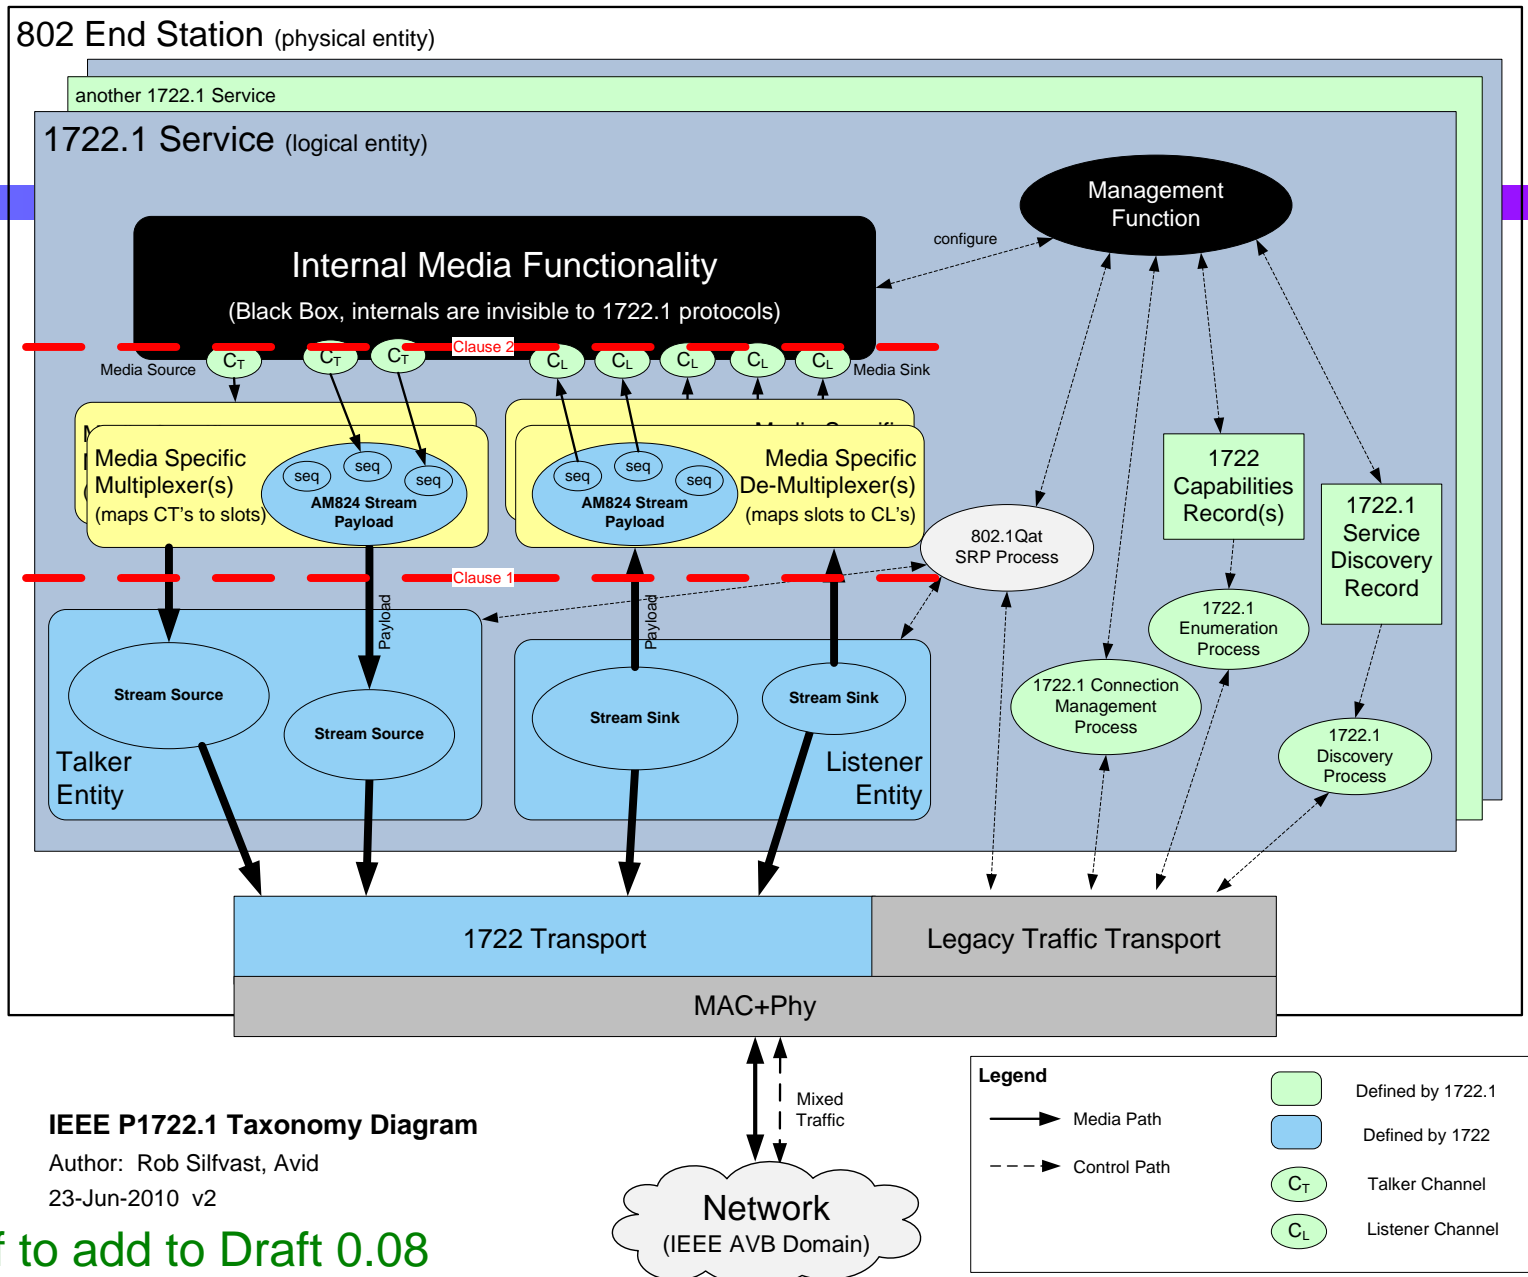 802 End Station (physical entity)
another 1722.1 Service
1722.1 Service (logical entity)
Management
Function
configure
Internal Media Functionality
(Black Box, internals are invisible to 1722.1 protocols)
Clause 2
Media Source
CT
CT
CT
CL
CL
CL
CL
CL
Media Sink
Media Specific
Multiplexer(s)
(maps CT's to slots)
seq
seq
seq
AM824 Stream
Payload
seq
seq
seq
AM824 Stream
Payload
Media Specific
Media Specific
De-Multiplexer(s)
(maps slots to CL's)
1722
Capabilities
Record(s)
1722.1
Service
Discovery
Record
802.1Qat
SRP Process
Clause 1
Payload
Payload
1722.1
Enumeration
Process
Stream Source
Stream Source
Stream Sink
Stream Sink
1722.1 Connection
Management
Process
1722.1
Discovery
Process
Talker
Entity
Listener
Entity
1722 Transport
Legacy Traffic Transport
MAC+Phy
Mixed
Traffic
Network
(IEEE AVB Domain)
IEEE P1722.1 Taxonomy Diagram
Author: Rob Silfvast, Avid
23-Jun-2010 v2
to add to Draft 0.08
Legend
Media Path
Control Path
Defined by 1722.1
Defined by 1722
CT
Talker Channel
CL
Listener Channel